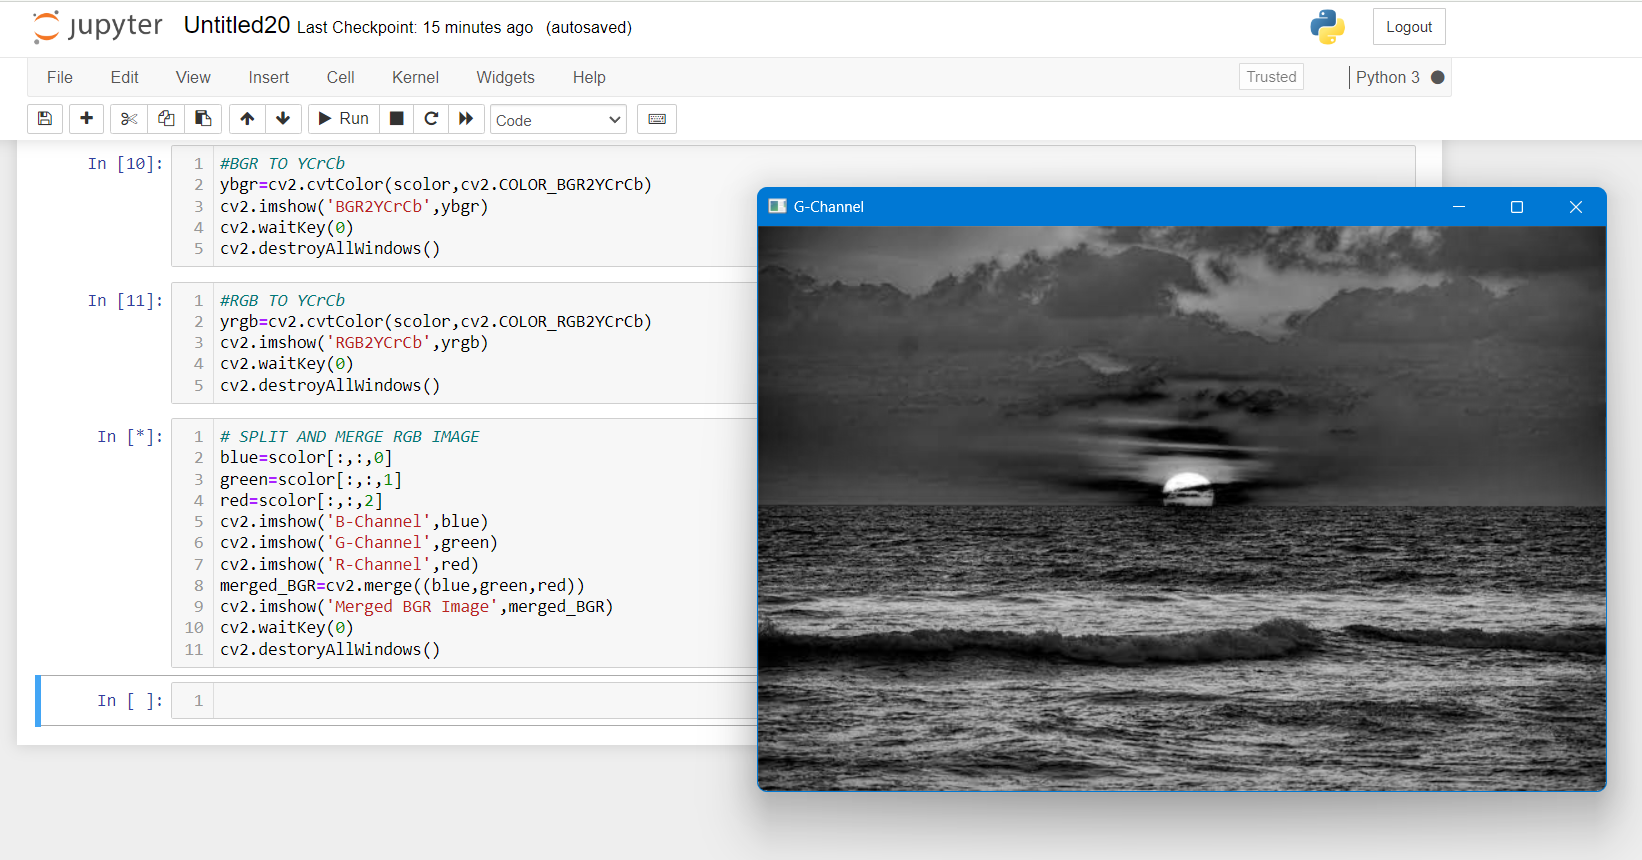 jupyter Untitled20 Last Checkpoint: 15 minutes ago (autosaved) Logout
File Edit View Insert Cell Kernel Widgets Help Trusted Python 3
Run Code
In [10]:
1 #BGR TO YCrCb
2 ybgr=cv2.cvtColor(scolor,cv2.COLOR_BGR2YCrCb)
3 cv2.imshow('BGR2YCrCb',ybgr)
4 cv2.waitKey(0)
5 cv2.destroyAllWindows()
In [11]:
1 #RGB TO YCrCb
2 yrgb=cv2.cvtColor(scolor,cv2.COLOR_RGB2YCrCb)
3 cv2.imshow('RGB2YCrCb',yrgb)
4 cv2.waitKey(0)
5 cv2.destroyAllWindows()
In [*]:
1 # SPLIT AND MERGE RGB IMAGE
2 blue=scolor[:,:,0]
3 green=scolor[:,:,1]
4 red=scolor[:,:,2]
5 cv2.imshow('B-Channel',blue)
6 cv2.imshow('G-Channel',green)
7 cv2.imshow('R-Channel',red)
8 merged_BGR=cv2.merge((blue,green,red))
9 cv2.imshow('Merged BGR Image',merged_BGR)
10 cv2.waitKey(0)
11 cv2.destoryAllWindows()
In [ ]:
1
G-Channel